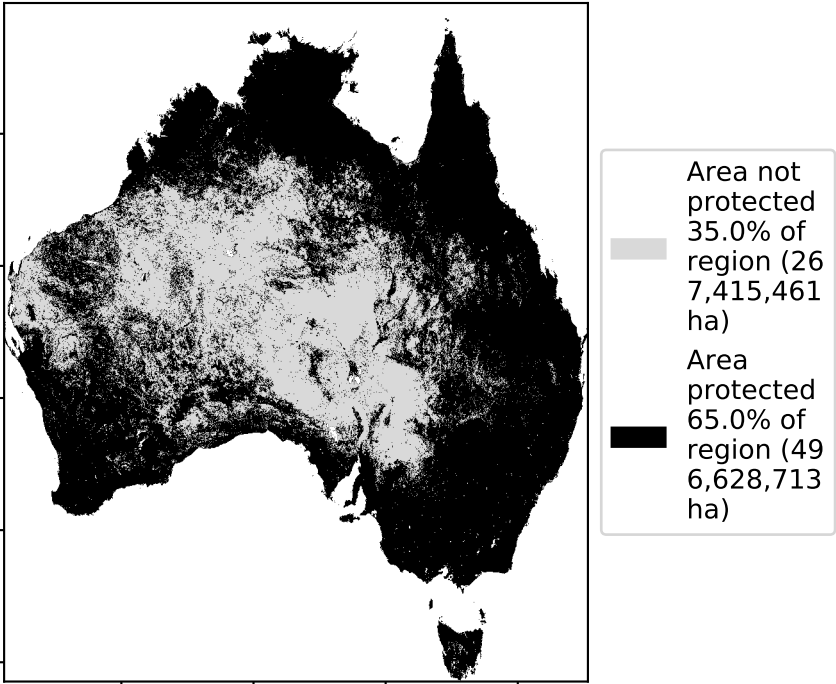 Area not
protected
35.0% of
region (26
7,415,461
ha)
Area
protected
65.0% of
region (49
6,628,713
ha)